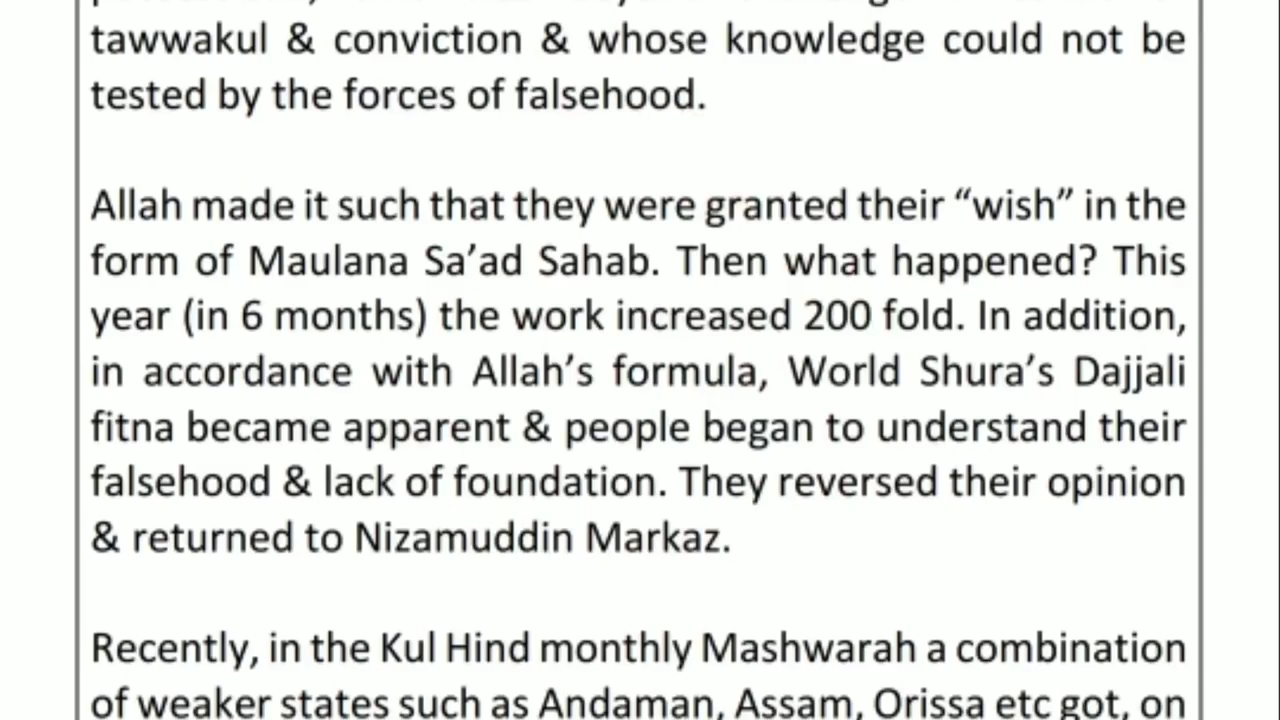 tawwakul & conviction & whose knowledge could not be
tested by the forces of falsehood.
Allah made it such that they were granted their “wish” in the
form of Maulana Sa’ad Sahab. Then what happened? This
year (in 6 months) the work increased 200 fold. In addition,
in accordance with Allah’s formula, World Shura’s Dajjali
fitna became apparent & people began to understand their
falsehood & lack of foundation. They reversed their opinion
& returned to Nizamuddin Markaz.
Recently, in the Kul Hind monthly Mashwarah a combination
of weaker states such as Andaman, Assam, Orissa etc got, on